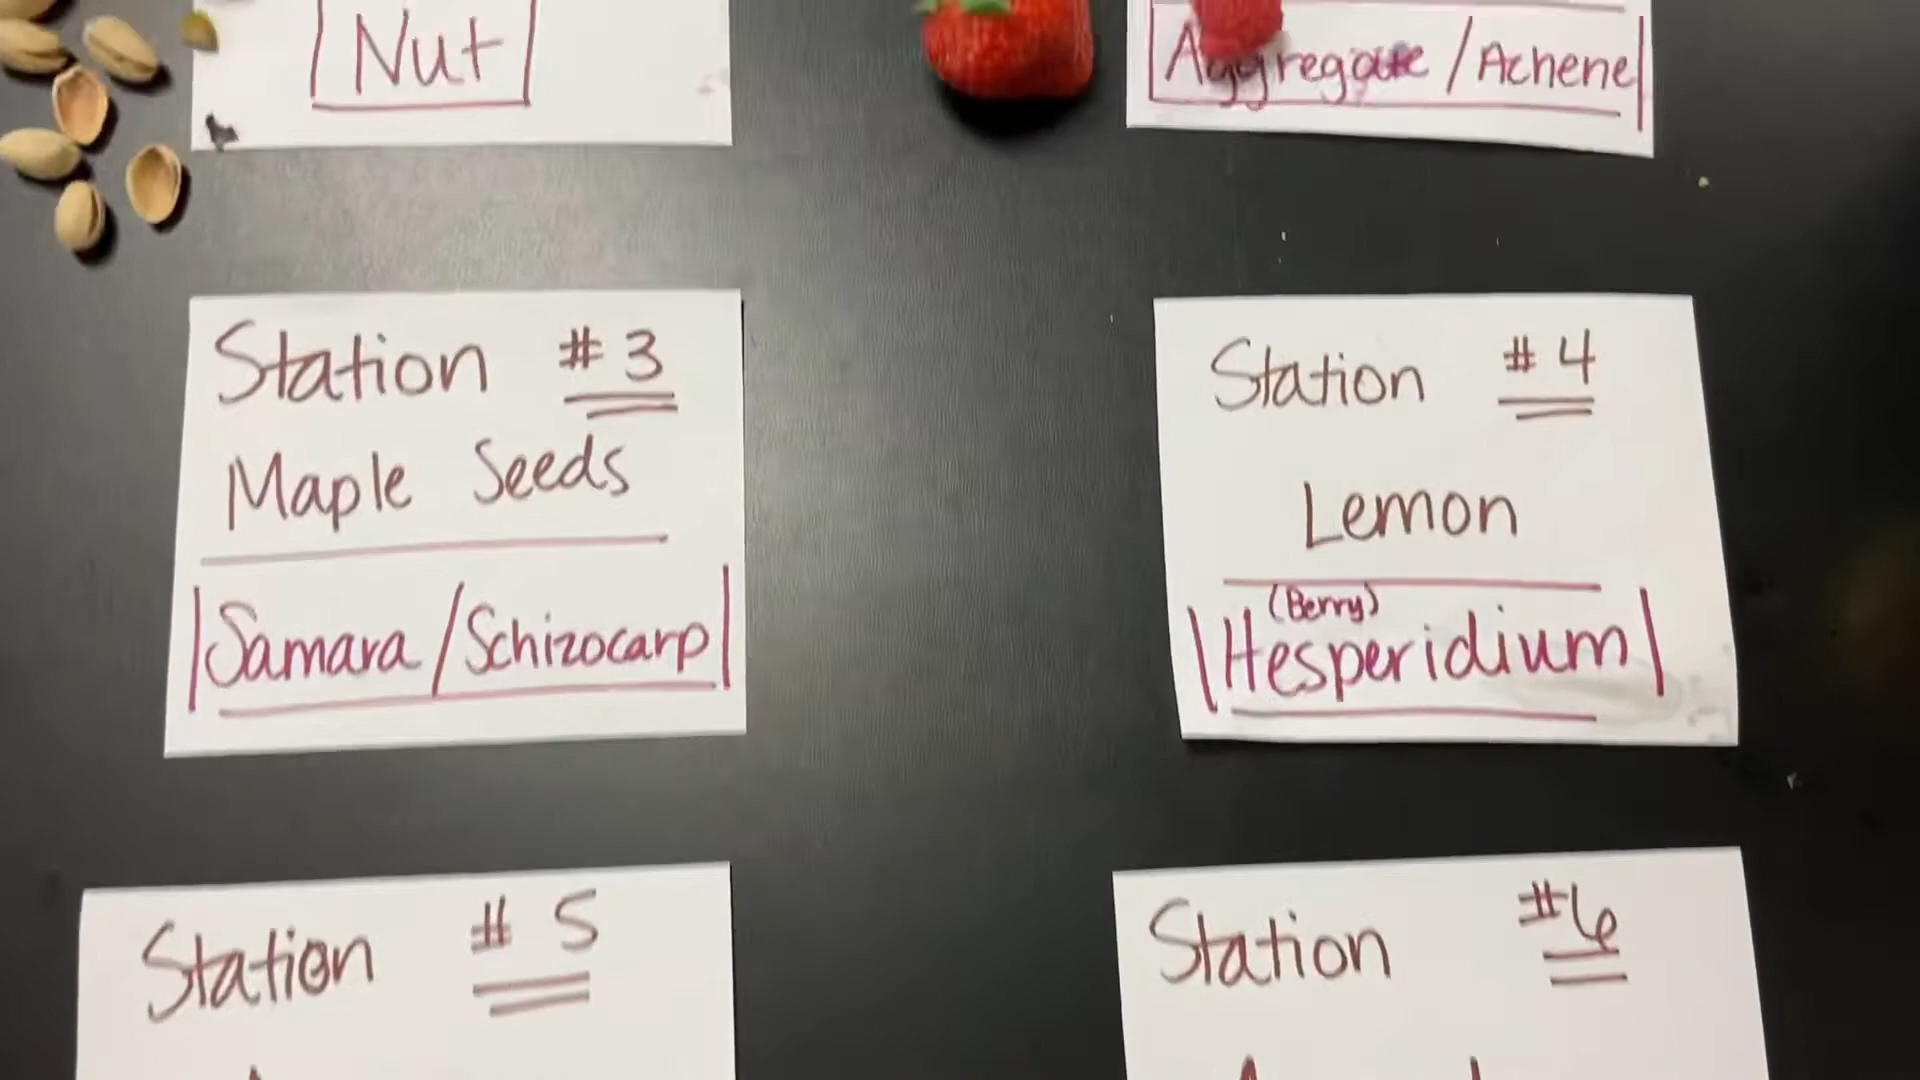 Nut
Aggregate / Achene
Station #3
Maple Seeds
Samara / Schizocarp
Station #4
Lemon
(Berry)
Hesperidium
Station # 5
Station #6